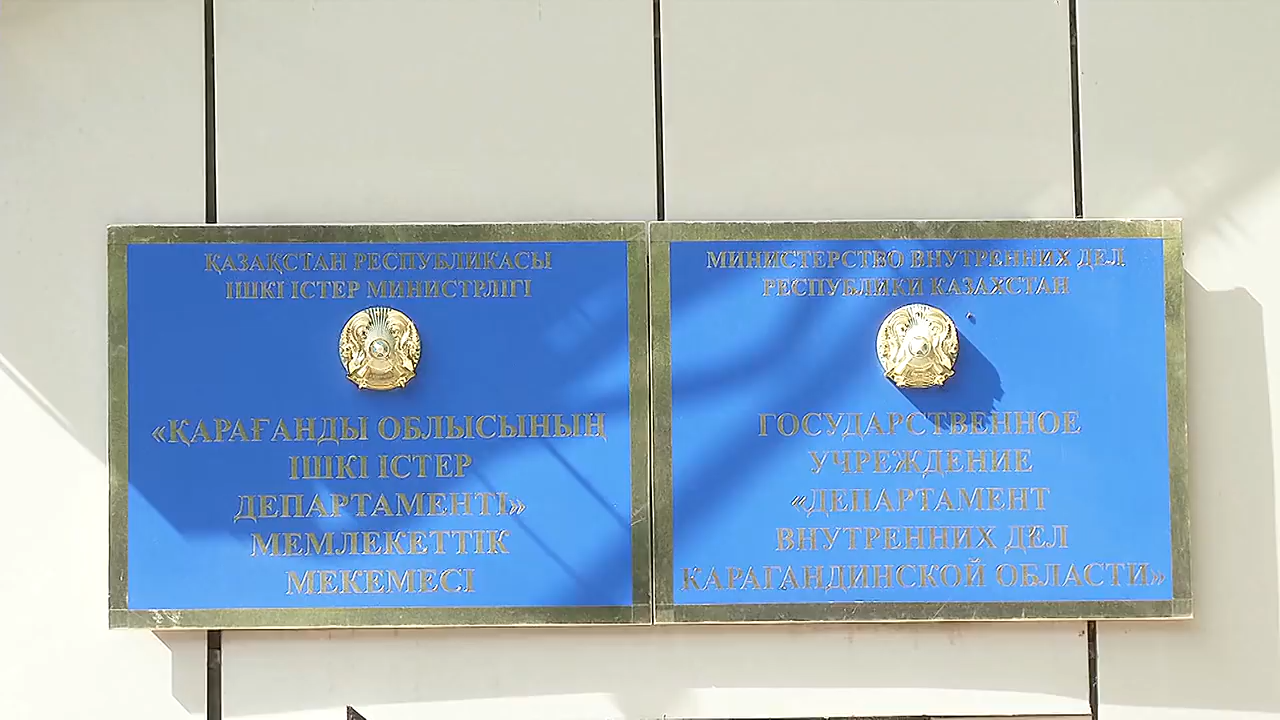 ҚАЗАҚСТАН РЕСПУБЛИКАСЫ
ІШКІ ІСТЕР МИНИСТРЛІГІ
«ҚАРАҒАНДЫ ОБЛЫСЫНЫҢ
ІШКІ ІСТЕР
ДЕПАРТАМЕНТІ»
МЕМЛЕКЕТТІК
МЕКЕМЕСІ
МИНИСТЕРСТВО ВНУТРЕННИХ ДЕЛ
РЕСПУБЛИКИ КАЗАХСТАН
ГОСУДАРСТВЕННОЕ
УЧРЕЖДЕНИЕ
«ДЕПАРТАМЕНТ
ВНУТРЕННИХ ДЕЛ
КАРАГАНДИНСКОЙ ОБЛАСТИ»